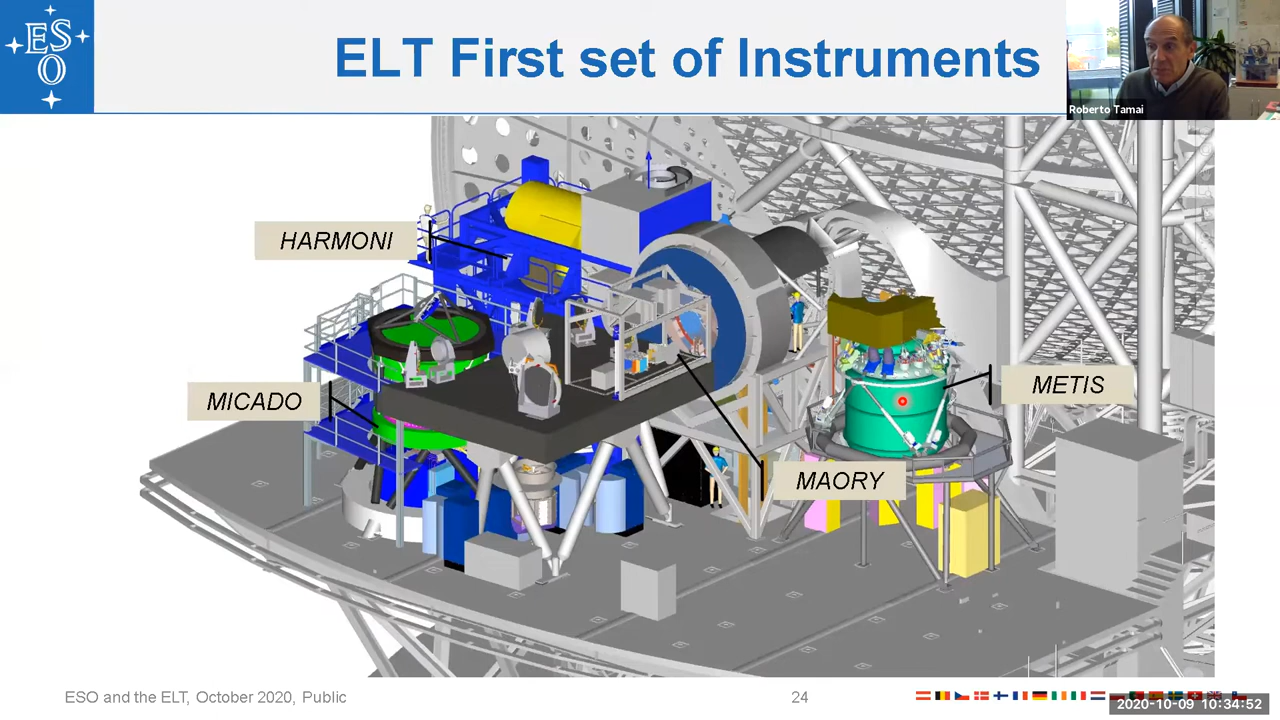 ES
O
ELT First set of Instruments
Roberto Tamai
HARMONI
MICADO
METIS
MAORY
ESO and the ELT, October 2020, Public
24
2020-10-09 10:34:52